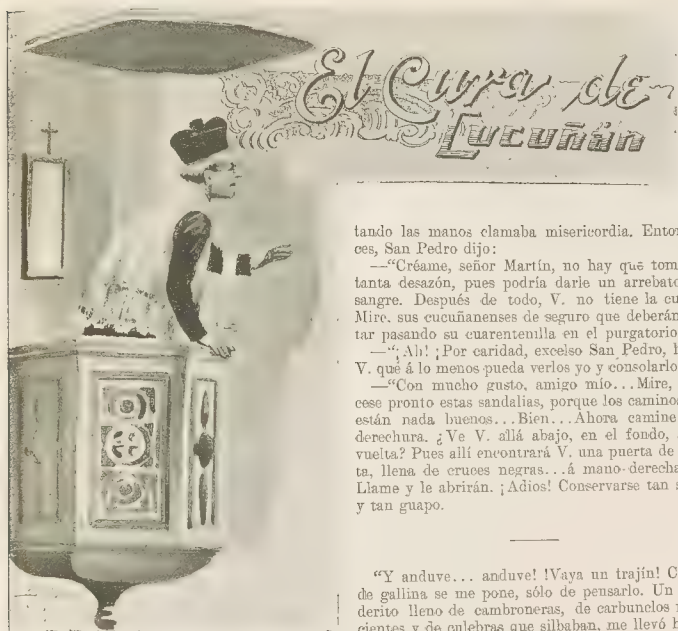 El Cura de
Cucuñán
tando las manos clamaba misericordia. Enton
ces, San Pedro dijo:
—“Créame, señor Martín, no hay que tom
tanta desazón, pues podría darle un arrebato
sangre. Después de todo, V. no tiene la cu
Mire, sus cucuñanenses de seguro que deberán
tar pasando su cuarentenilla en el purgatorio
—“¡Ah! ¡Por caridad, excelso San Pedro, h
V. qué á lo menos pueda verlos yo y consolarlo
—“Con mucho gusto, amigo mío...Mire,
cese pronto estas sandalias, porque los caminos
están nada buenos...Bien...Ahora camine
derechura. ¿Ve V. allá abajo, en el fondo,
vuelta? Pues allí encontrará V. una puerta de
ta, llena de cruces negras...á mano-derecha
Llame y le abrirán. ¡Adios! Conservarse tan s
y tan guapo.
“Y anduve... anduve! !Vaya un trajín! C
de gallina se me pone, sólo de pensarlo. Un
derito lleno de cambroneras, de carbunclos r
cientes y de culebras que silbaban, me llevó h